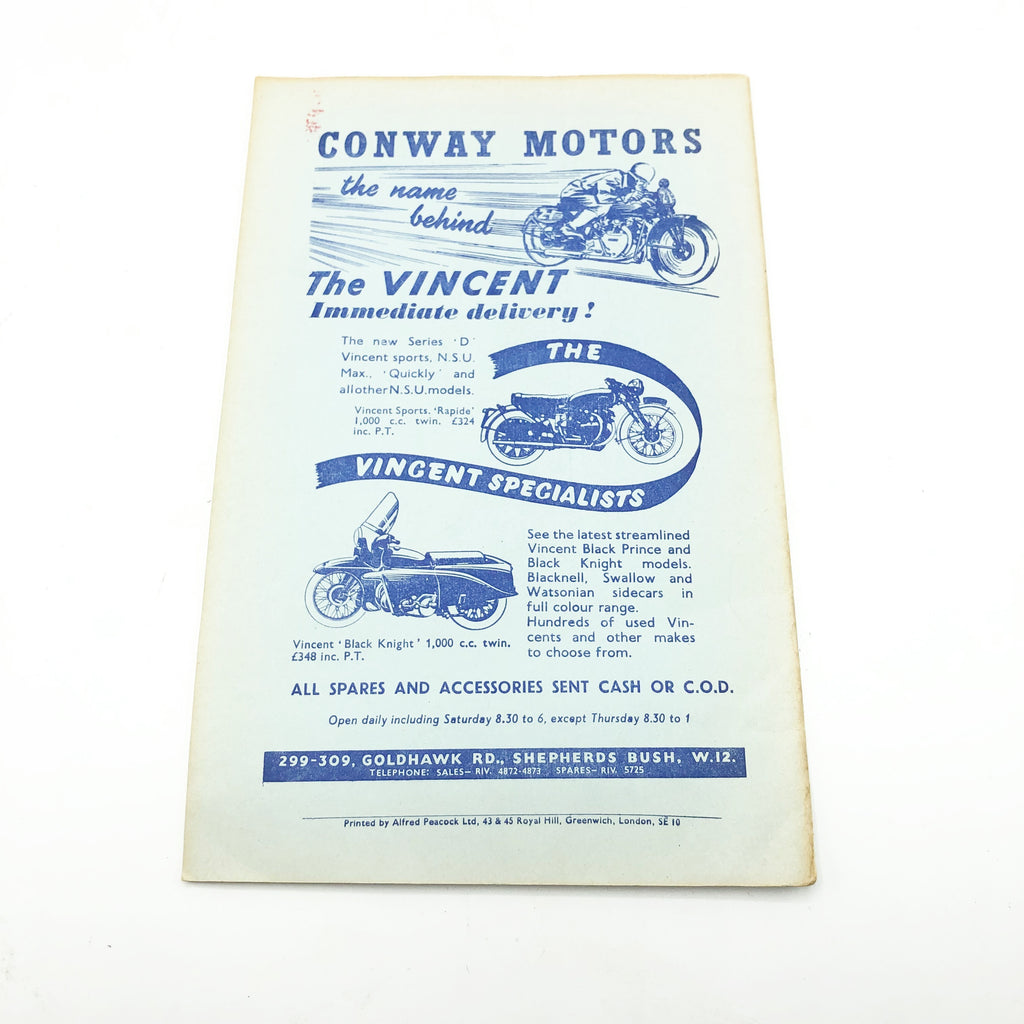 CONWAY MOTORS
the name
behind
The VINCENT
Immediate delivery!
The new Series 'D'
Vincent sports, N.S.U.
Max., 'Quickly' and
all other N.S.U. models.
Vincent Sports. 'Rapide'
1,000 c.c. twin. £324
inc. P.T.
THE
VINCENT SPECIALISTS
See the latest streamlined
Vincent Black Prince and
Black Knight models.
Blacknell, Swallow and
Watsonian sidecars in
full colour range.
Hundreds of used Vin-
cents and other makes
to choose from.
Vincent 'Black Knight' 1,000 c.c. twin.
£348 inc. P.T.
ALL SPARES AND ACCESSORIES SENT CASH OR C.O.D.
Open daily including Saturday 8.30 to 6, except Thursday 8.30 to 1
299-309, GOLDHAWK RD., SHEPHERDS BUSH, W.12.
TELEPHONE: SALES— RIV. 4872-4873 SPARES— RIV. 5725
Printed by Alfred Peacock Ltd, 43 & 45 Royal Hill, Greenwich, London, SE 10